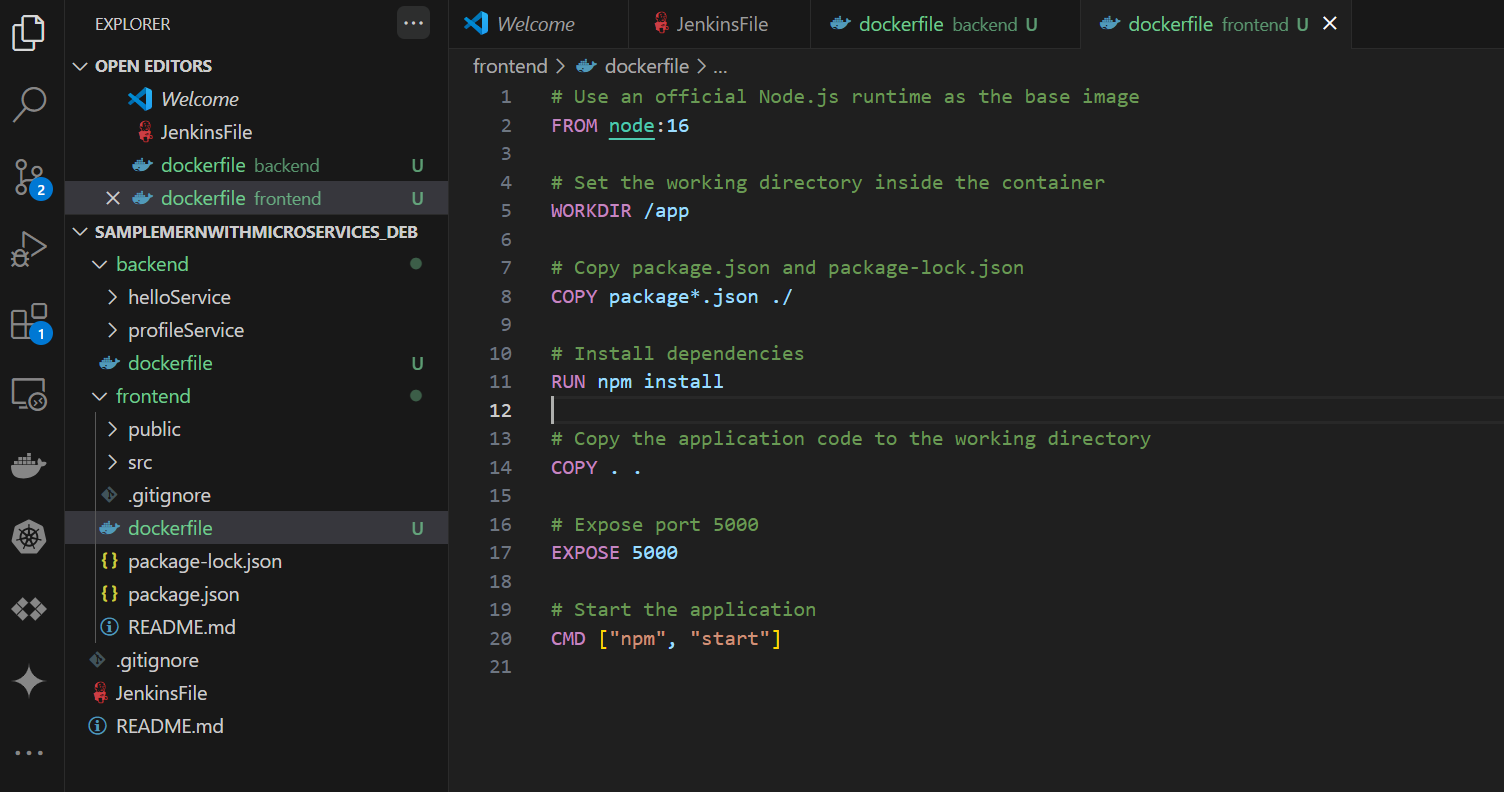 EXPLORER
OPEN EDITORS
Welcome
JenkinsFile
dockerfile backend U
dockerfile frontend U
SAMPLEMERNWITHMICROSERVICES_DEB
backend
helloService
profileService
dockerfile U
frontend
public
src
.gitignore
dockerfile U
{} package-lock.json
{} package.json
README.md
.gitignore
JenkinsFile
README.md
2
1
Welcome JenkinsFile dockerfile backend U dockerfile frontend U
frontend > dockerfile > ...
1 # Use an official Node.js runtime as the base image
2 FROM node:16
3
4 # Set the working directory inside the container
5 WORKDIR /app
6
7 # Copy package.json and package-lock.json
8 COPY package*.json ./
9
10 # Install dependencies
11 RUN npm install
12
13 # Copy the application code to the working directory
14 COPY . .
15
16 # Expose port 5000
17 EXPOSE 5000
18
19 # Start the application
20 CMD ["npm", "start"]
21